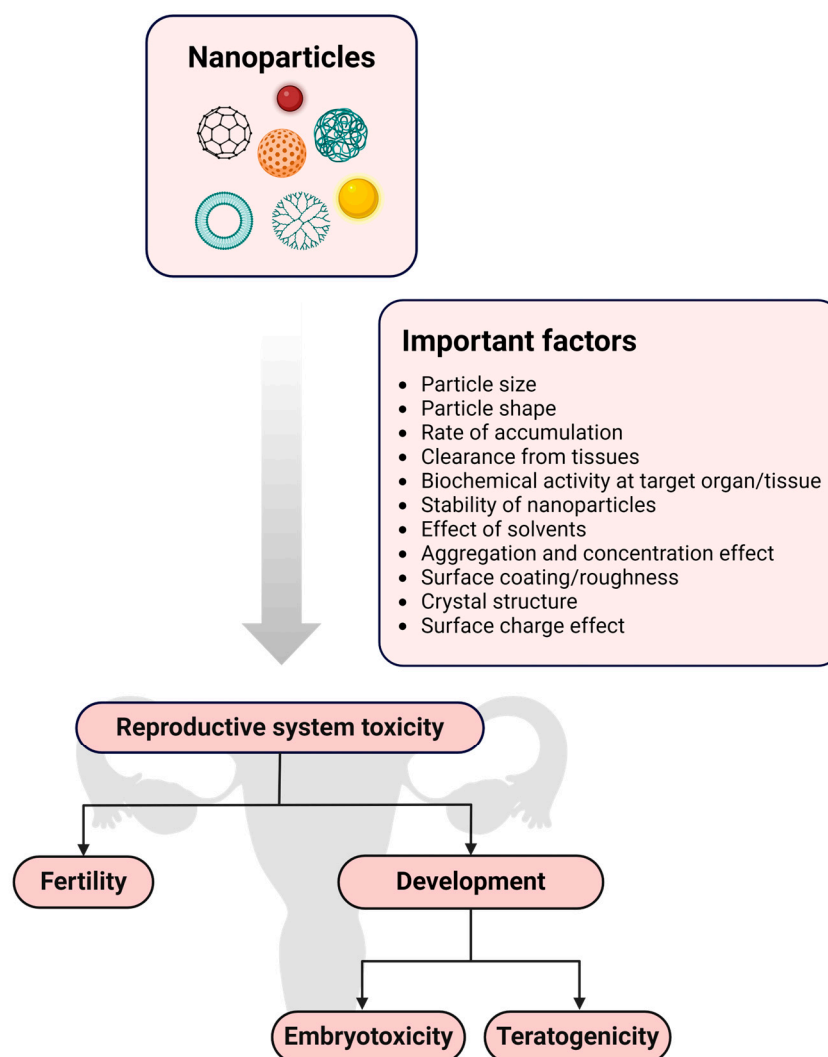 Nanoparticles
Important factors
• Particle size
• Particle shape
• Rate of accumulation
• Clearance from tissues
• Biochemical activity at target organ/tissue
• Stability of nanoparticles
• Effect of solvents
• Aggregation and concentration effect
• Surface coating/roughness
• Crystal structure
• Surface charge effect
Reproductive system toxicity
Fertility
Development
Embryotoxicity
Teratogenicity